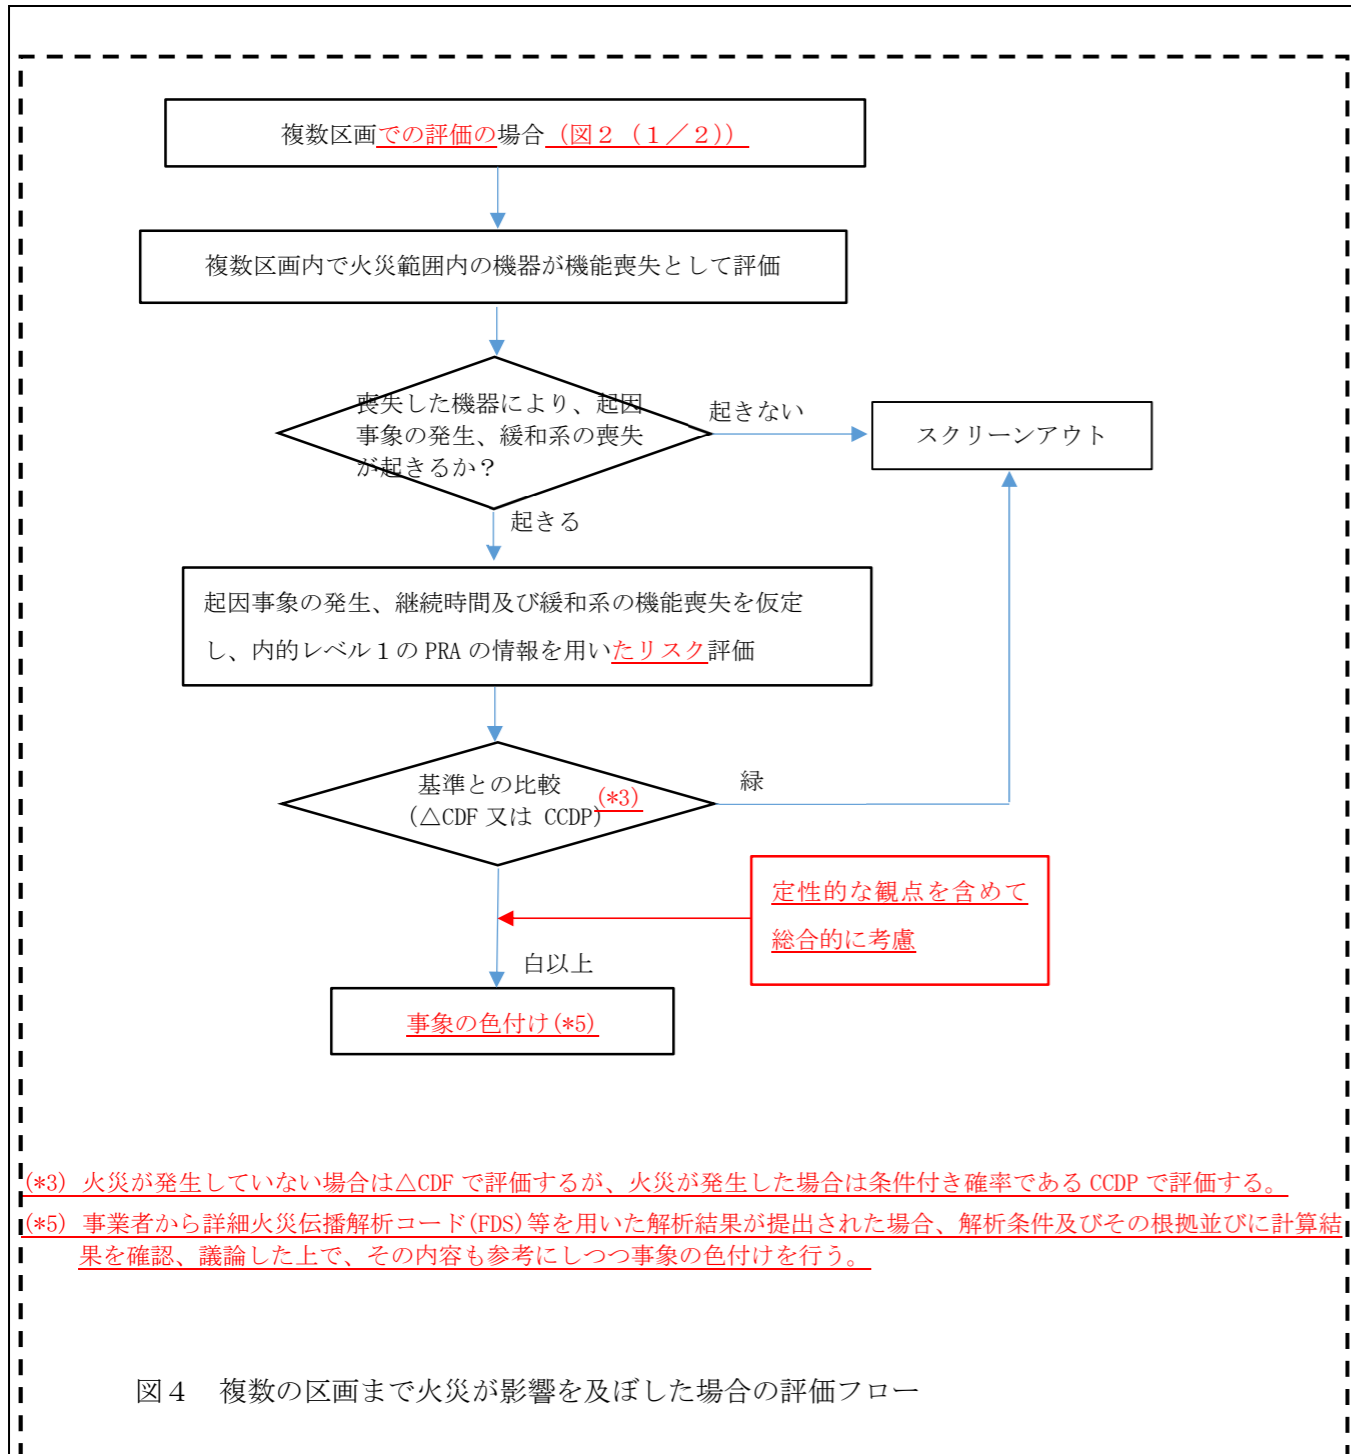 複数区画での評価の場合（図２（１／２））
複数区画内で火災範囲内の機器が機能喪失として評価
喪失した機器により、起因
事象の発生、緩和系の喪失
が起きるか？
起きない
スクリーンアウト
起きる
起因事象の発生、継続時間及び緩和系の機能喪失を仮定
し、内的レベル１の PRA の情報を用いたリスク評価
基準との比較
（△CDF 又は CCDP）(*3)
緑
定性的な観点を含めて
総合的に考慮
白以上
事象の色付け(*5)
(*3) 火災が発生していない場合は△CDF で評価するが、火災が発生した場合は条件付き確率である CCDP で評価する。
(*5) 事業者から詳細火災伝播解析コード(FDS)等を用いた解析結果が提出された場合、解析条件及びその根拠並びに計算結
果を確認、議論した上で、その内容も参考にしつつ事象の色付けを行う。
図４　複数の区画まで火災が影響を及ぼした場合の評価フロー